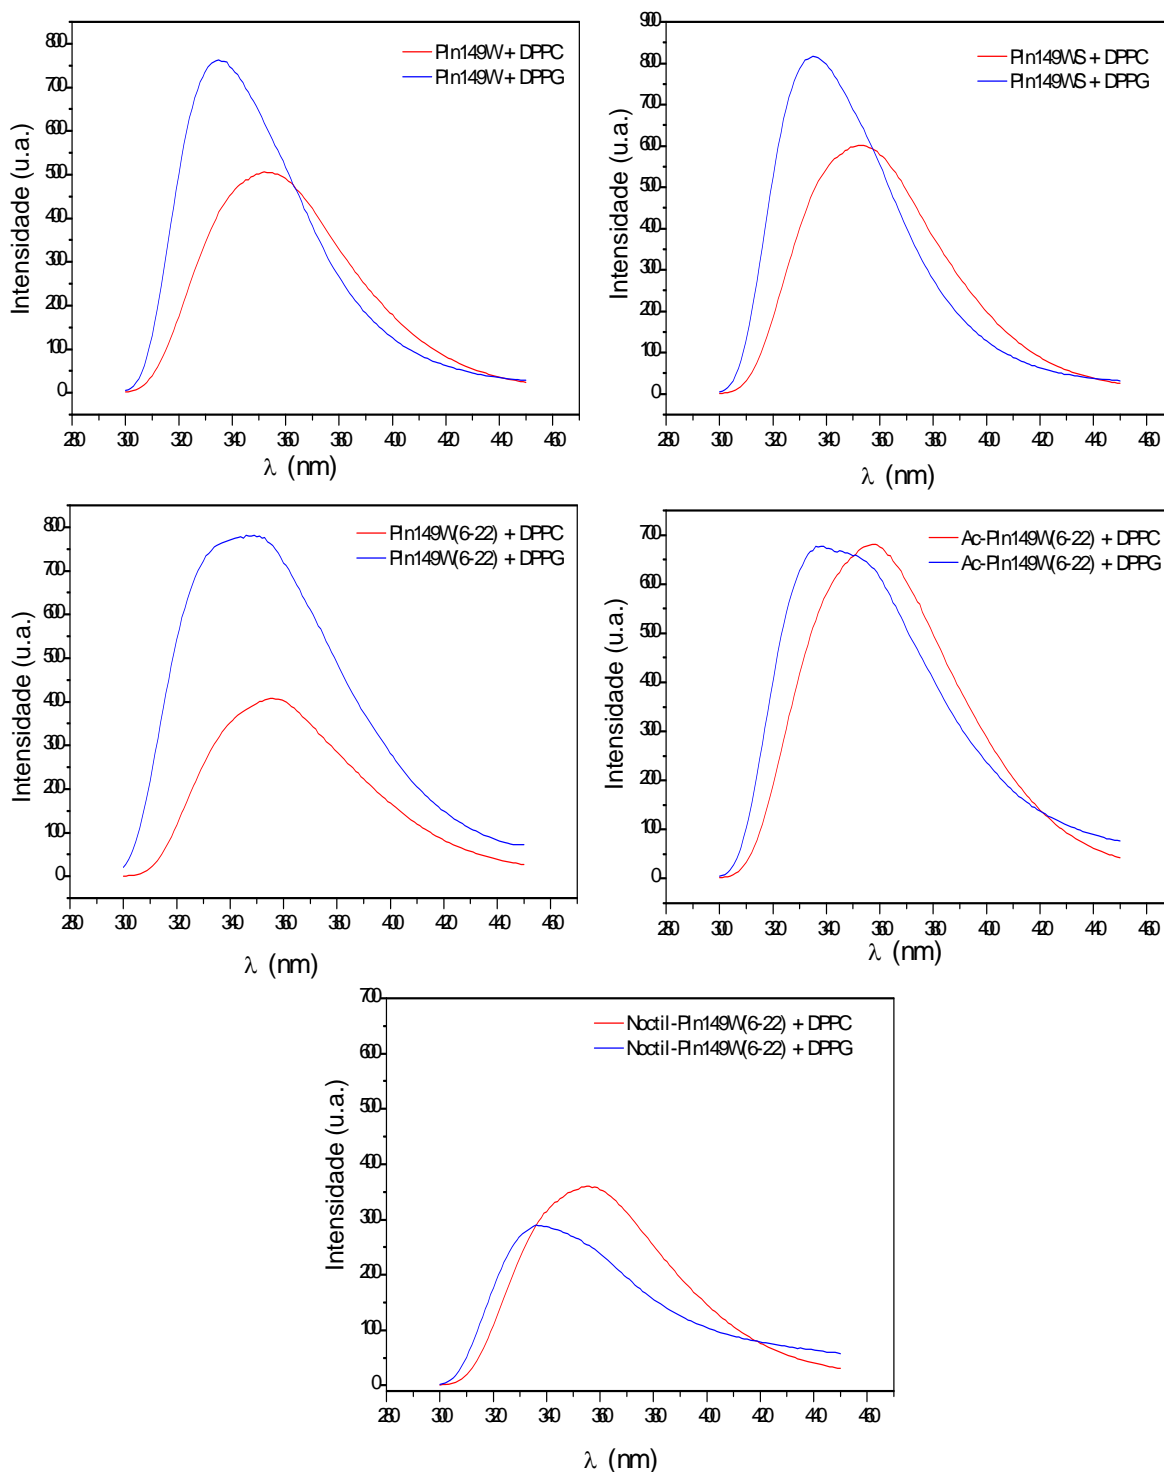 Pln149W + DPPC
Pln149W + DPPG
Intensidade (u.a.)
800
700
600
500
400
300
200
100
0
280 300 320 340 360 380 400 420 440 460
λ (nm)
Pln149WS + DPPC
Pln149WS + DPPG
Intensidade (u.a.)
900
800
700
600
500
400
300
200
100
0
280 300 320 340 360 380 400 420 440 460
λ (nm)
Pln149W(6-22) + DPPC
Pln149W(6-22) + DPPG
Intensidade (u.a.)
800
700
600
500
400
300
200
100
0
280 300 320 340 360 380 400 420 440 460
λ (nm)
Ac-Pln149W(6-22) + DPPC
Ac-Pln149W(6-22) + DPPG
Intensidade (u.a.)
700
600
500
400
300
200
100
0
280 300 320 340 360 380 400 420 440 460
λ (nm)
Noctil-Pln149W(6-22) + DPPC
Noctil-Pln149W(6-22) + DPPG
Intensidade (u.a.)
700
600
500
400
300
200
100
0
280 300 320 340 360 380 400 420 440 460
λ (nm)